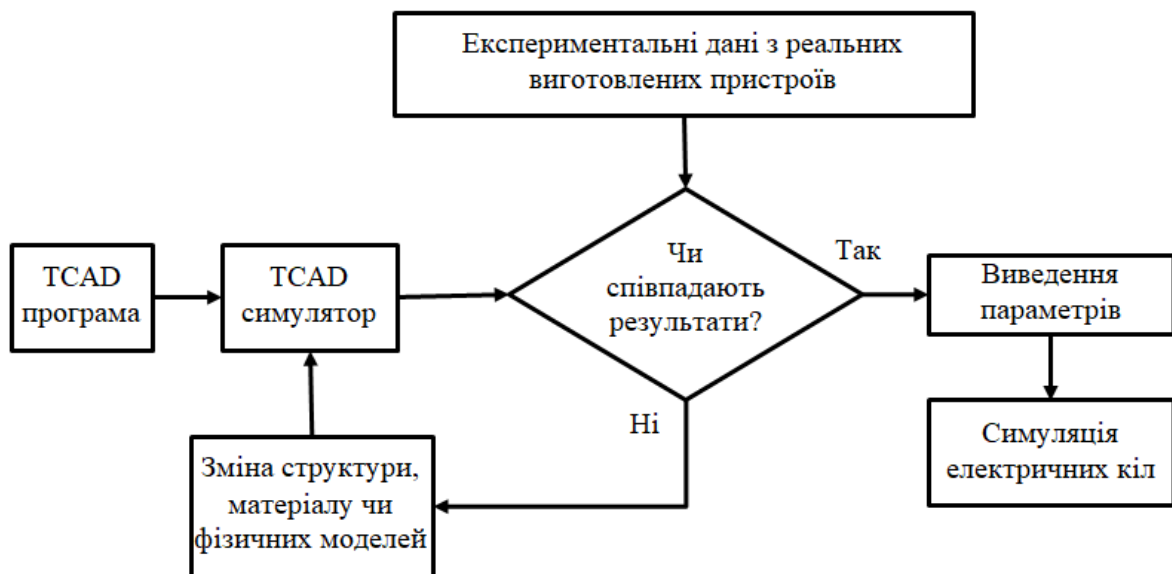 Експериментальні дані з реальних
виготовлених пристроїв
TCAD
програма
TCAD
симулятор
Чи
співпадають
результати?
Так
Виведення
параметрів
Ні
Симуляція
електричних кіл
Зміна структури,
матеріалу чи
фізичних моделей